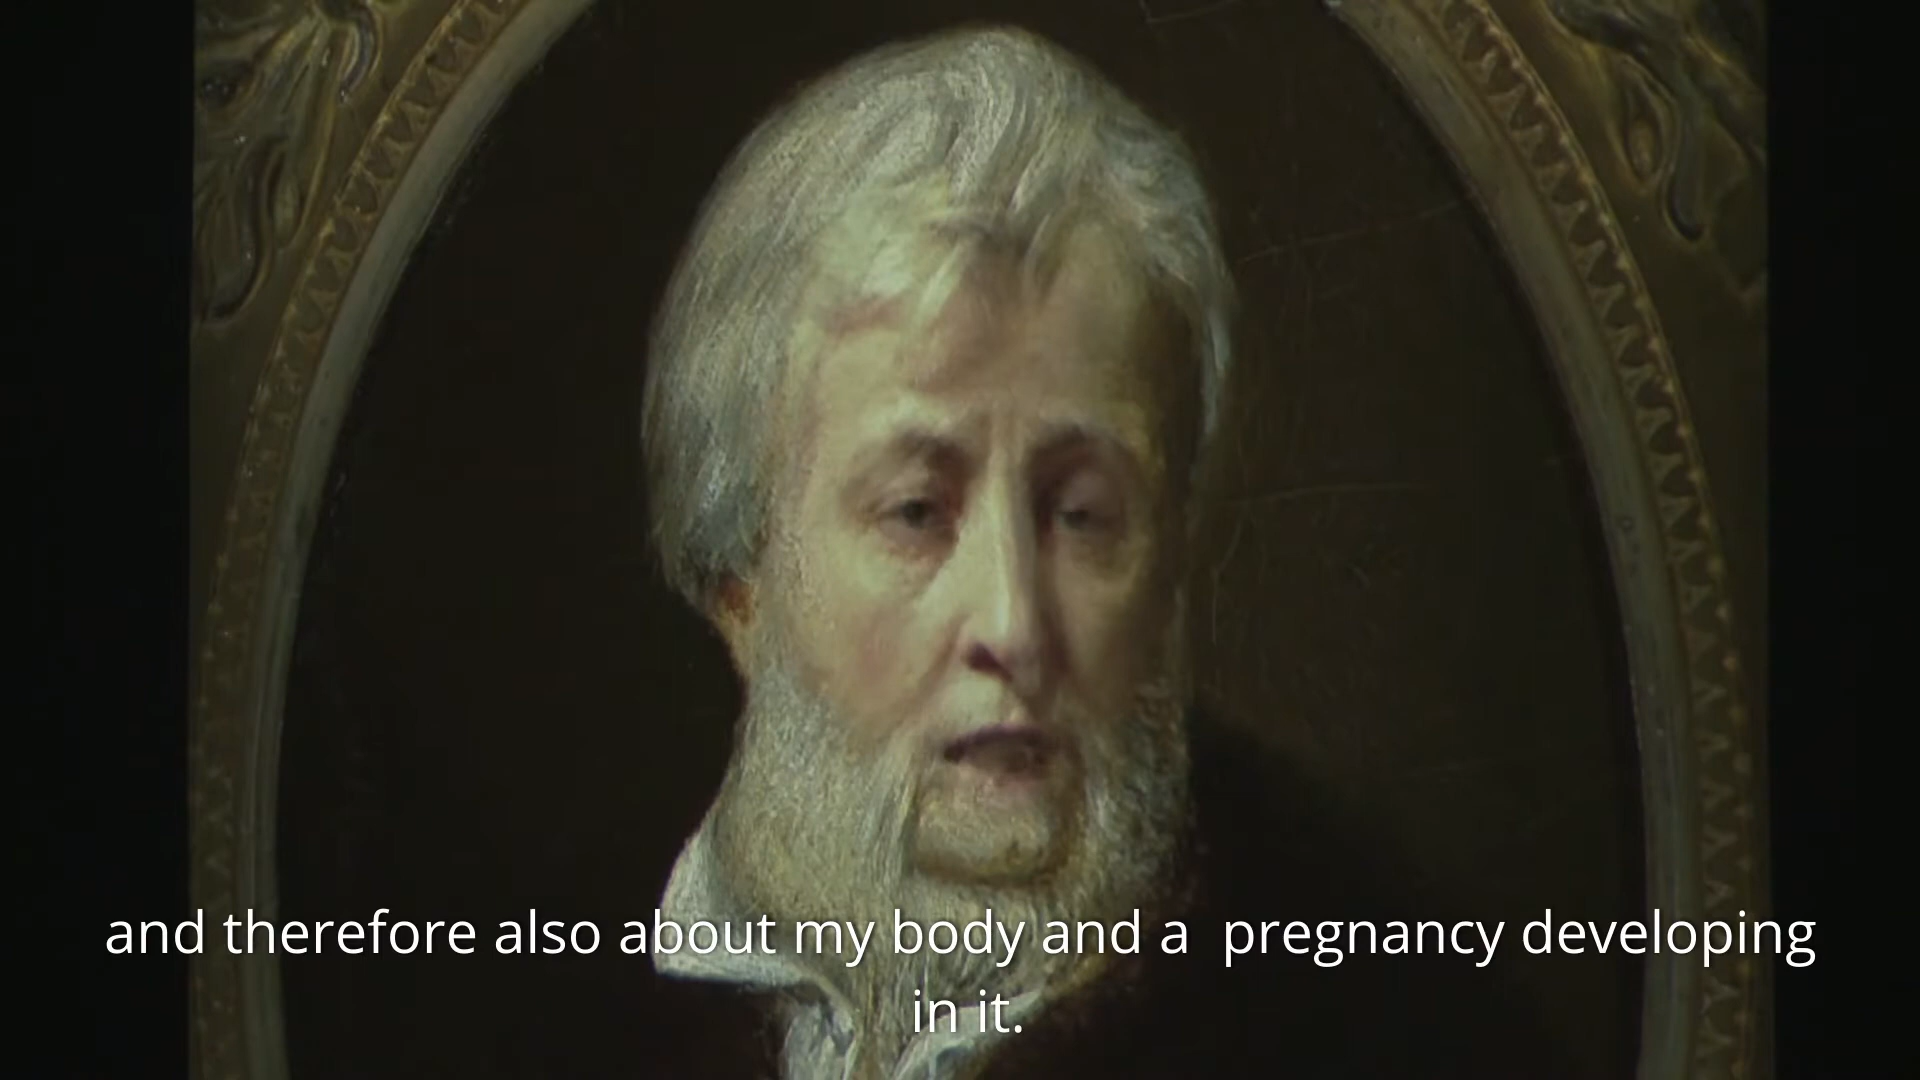 and therefore also about my body and a  pregnancy developing
in it.